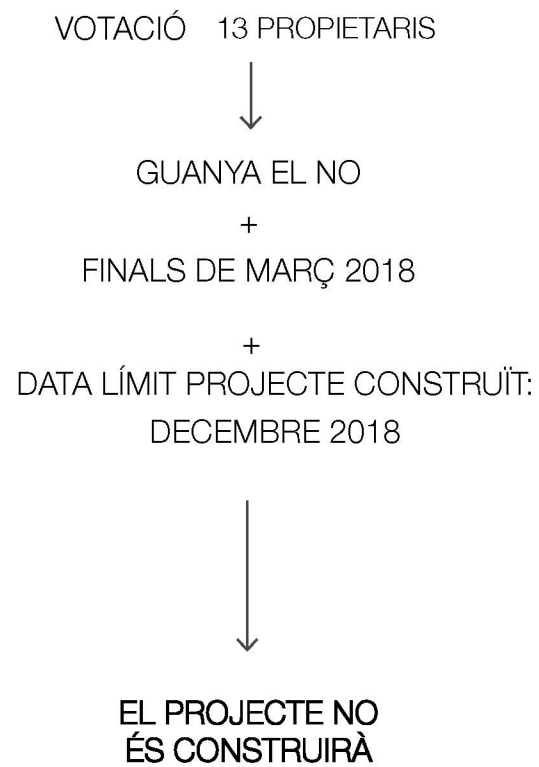 VOTACIÓ 13 PROPIETARIS
GUANYA EL NO
+
FINALS DE MARÇ 2018
+
DATA LÍMIT PROJECTE CONSTRUÏT:
DECEMBRE 2018
EL PROJECTE NO
ÉS CONSTRUIRÀ